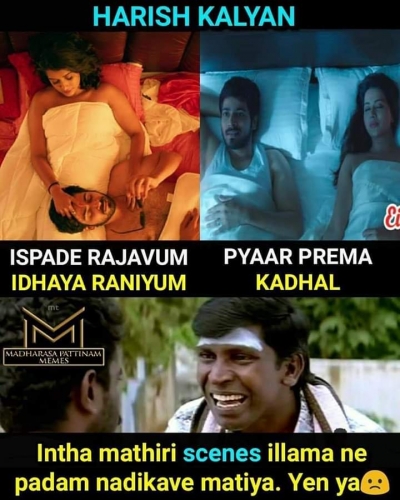 HARISH KALYAN
ISPADE RAJAVUM
IDHAYA RANIYUM
PYAAR PREMA
KADHAL
MADHARASA PATTINAM
MEMES
Intha mathiri scenes illama ne
padam nadikave matiya. Yen ya☹️